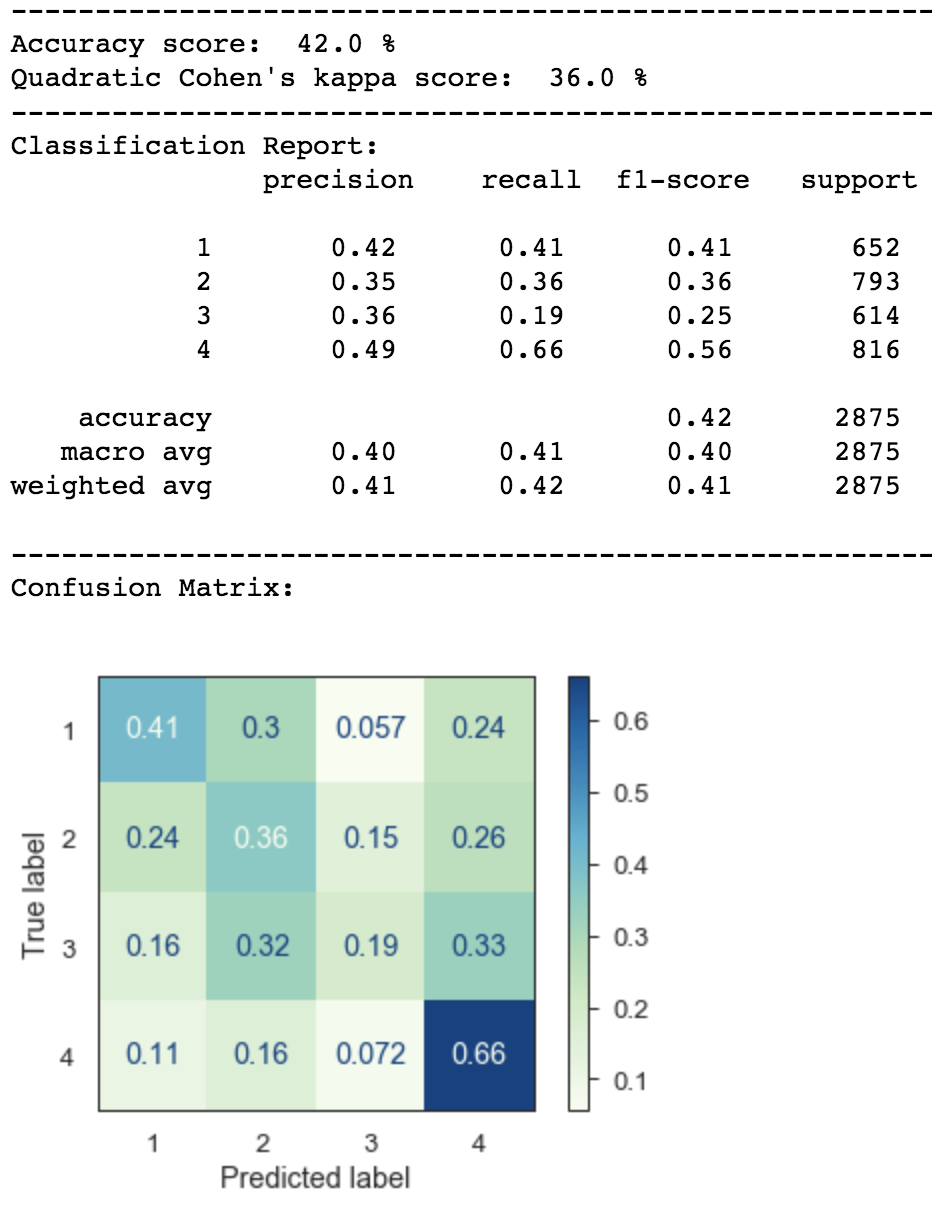 Accuracy score: 42.0 %
Quadratic Cohen's kappa score: 36.0 %
Classification Report:
precision recall f1-score support
1 0.42 0.41 0.41 652
2 0.35 0.36 0.36 793
3 0.36 0.19 0.25 614
4 0.49 0.66 0.56 816
accuracy 0.42 2875
macro avg 0.40 0.41 0.40 2875
weighted avg 0.41 0.42 0.41 2875
Confusion Matrix:
True label
1 0.41 0.3 0.057 0.24
2 0.24 0.36 0.15 0.26
3 0.16 0.32 0.19 0.33
4 0.11 0.16 0.072 0.66
1 2 3 4
Predicted label
0.6
0.5
0.4
0.3
0.2
0.1